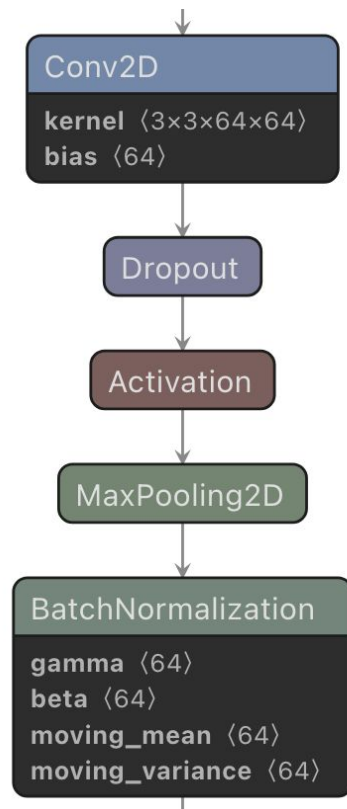 Conv2D
kernel ⟨3×3×64×64⟩
bias ⟨64⟩
Dropout
Activation
MaxPooling2D
BatchNormalization
gamma ⟨64⟩
beta ⟨64⟩
moving_mean ⟨64⟩
moving_variance ⟨64⟩